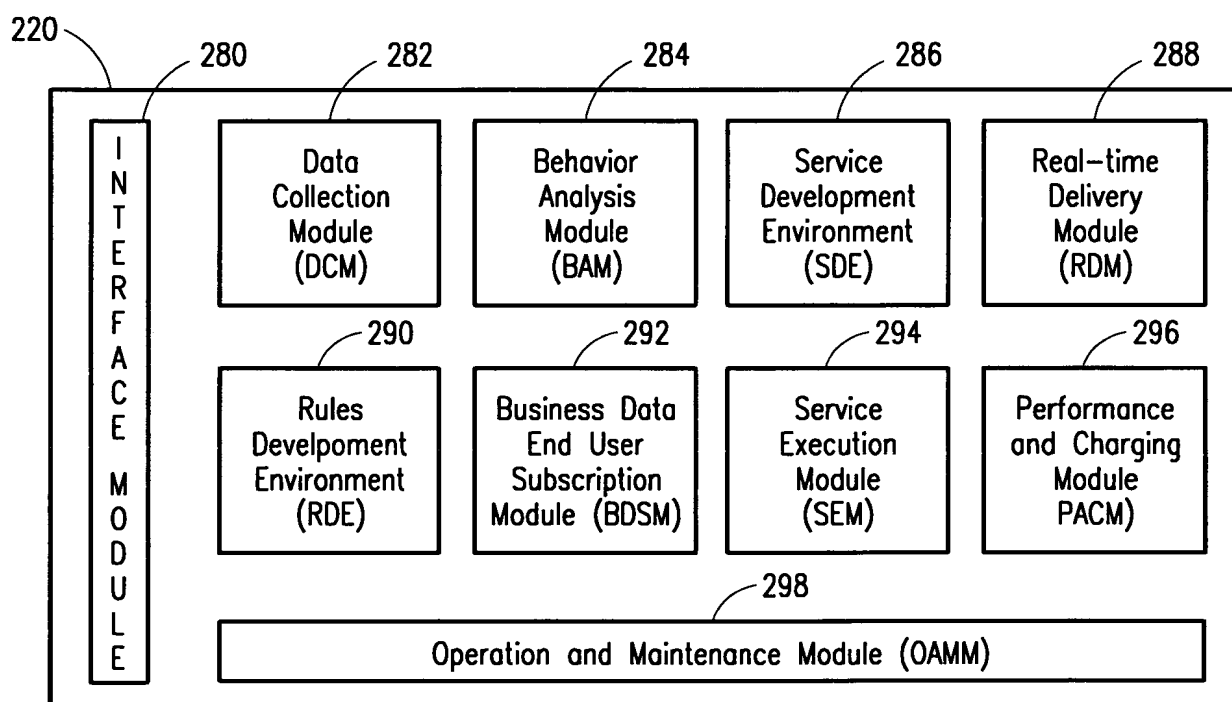 220
280
282
284
286
288
INTERFACE MODULE
Data
Collection
Module
(DCM)
Behavior
Analysis
Module
(BAM)
Service
Development
Environment
(SDE)
Real-time
Delivery
Module
(RDM)
290
292
294
296
Rules
Develpoment
Environment
(RDE)
Business Data
End User
Subscription
Module (BDSM)
Service
Execution
Module
(SEM)
Performance
and Charging
Module
PACM)
298
Operation and Maintenance Module (OAMM)